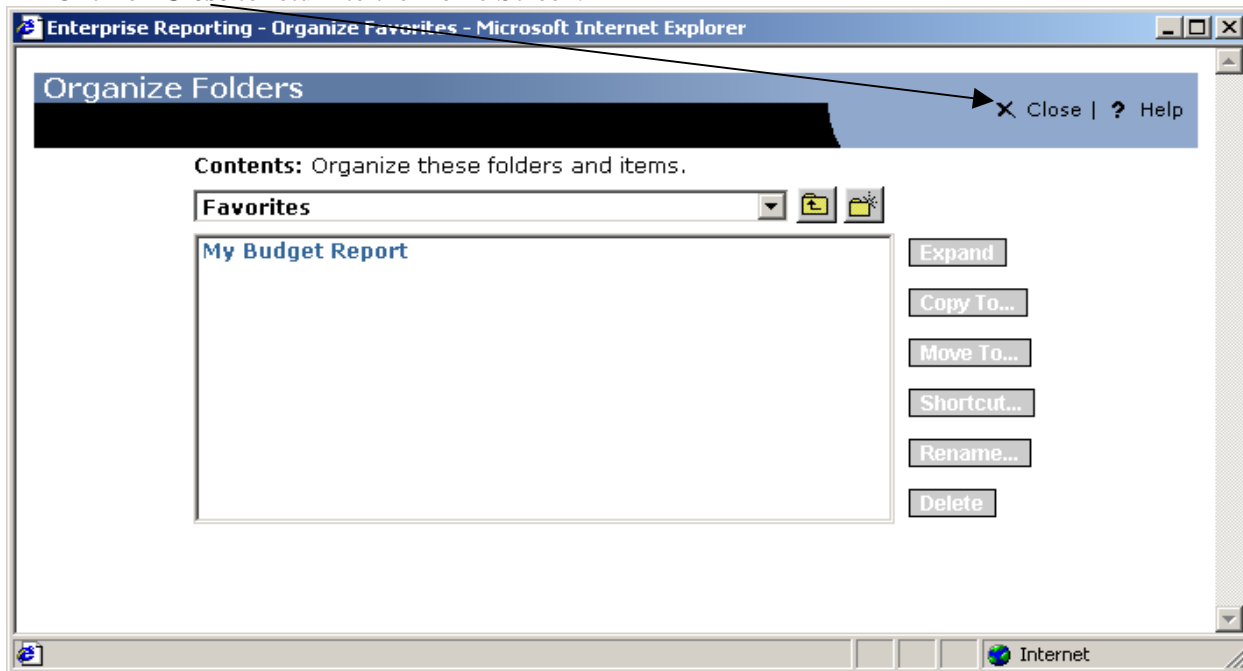 Enterprise Reporting - Organize Favorites - Microsoft Internet Explorer
Organize Folders
X Close | ? Help
Contents: Organize these folders and items.
Favorites
My Budget Report
Expand
Copy To...
Move To...
Shortcut...
Rename...
Delete
Internet